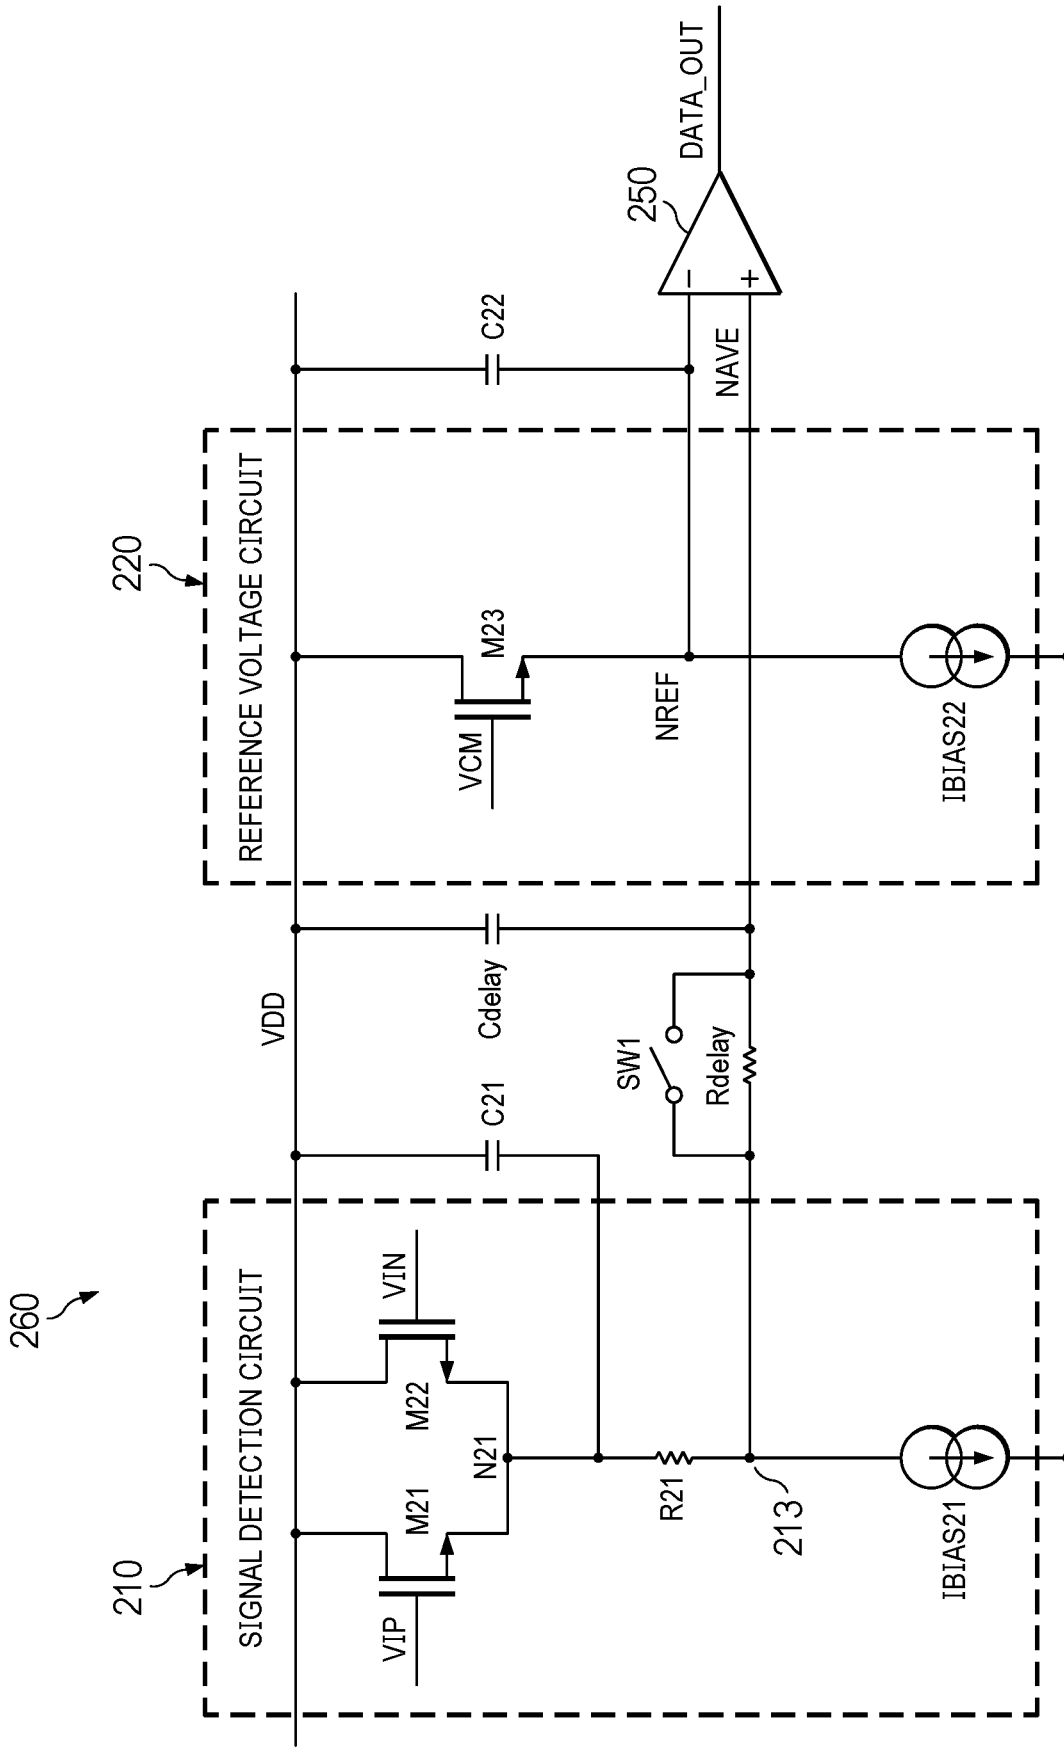 260
210
SIGNAL DETECTION CIRCUIT
VIP
M21
M22
VIN
N21
R21
213
IBIAS21
VDD
C21
Cdelay
SW1
Rdelay
220
REFERENCE VOLTAGE CIRCUIT
VCM
M23
NREF
IBIAS22
C22
NAVE
250
−
+
DATA_OUT